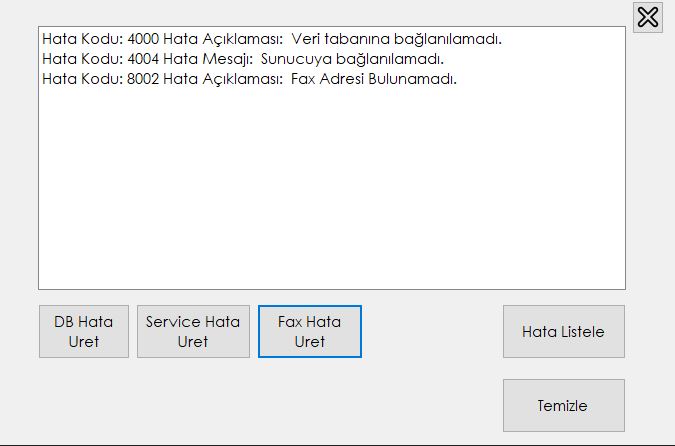 Hata Kodu: 4000 Hata Açıklaması:  Veri tabanına bağlanılamadı.
Hata Kodu: 4004 Hata Mesajı:  Sunucuya bağlanılamadı.
Hata Kodu: 8002 Hata Açıklaması:  Fax Adresi Bulunamadı.
DB Hata
Uret
Service Hata
Uret
Fax Hata
Uret
Hata Listele
Temizle